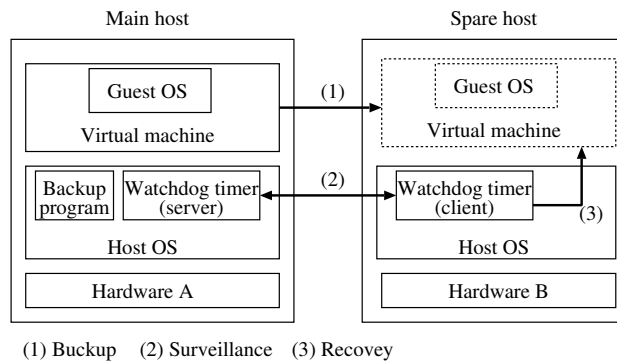 Main host
Spare host
Guest OS
Virtual machine
(1)
Guest OS
Virtual machine
Backup
program
Watchdog timer
(server)
Host OS
(2)
Watchdog timer
(client)
(3)
Host OS
Hardware A
Hardware B
(1) Buckup (2) Surveillance (3) Recovey